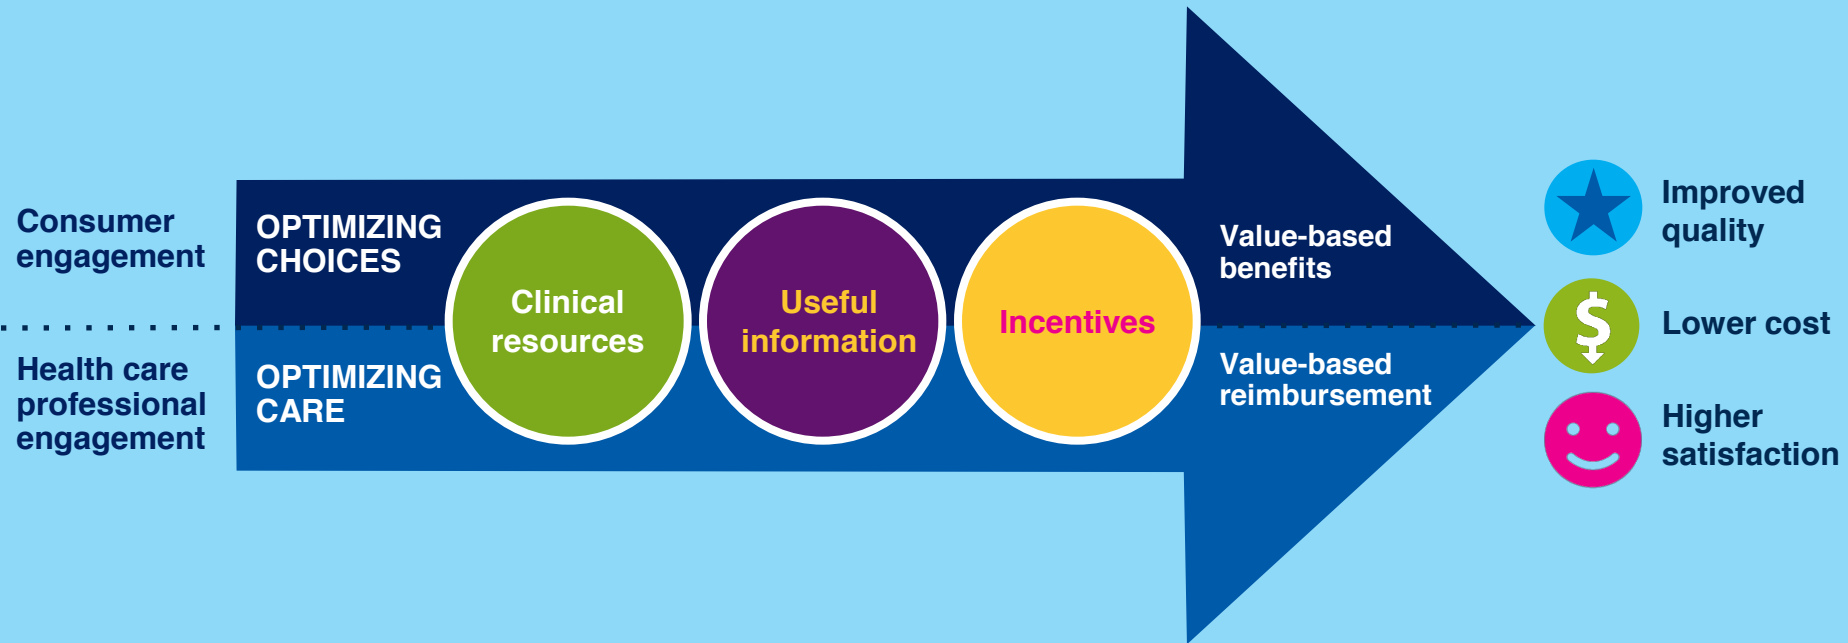 Consumer
engagement
OPTIMIZING
CHOICES
Health care
professional
engagement
OPTIMIZING
CARE
Clinical
resources
Useful
information
Incentives
Value-based
benefits
Value-based
reimbursement
Improved
quality
$
Lower cost
Higher
satisfaction